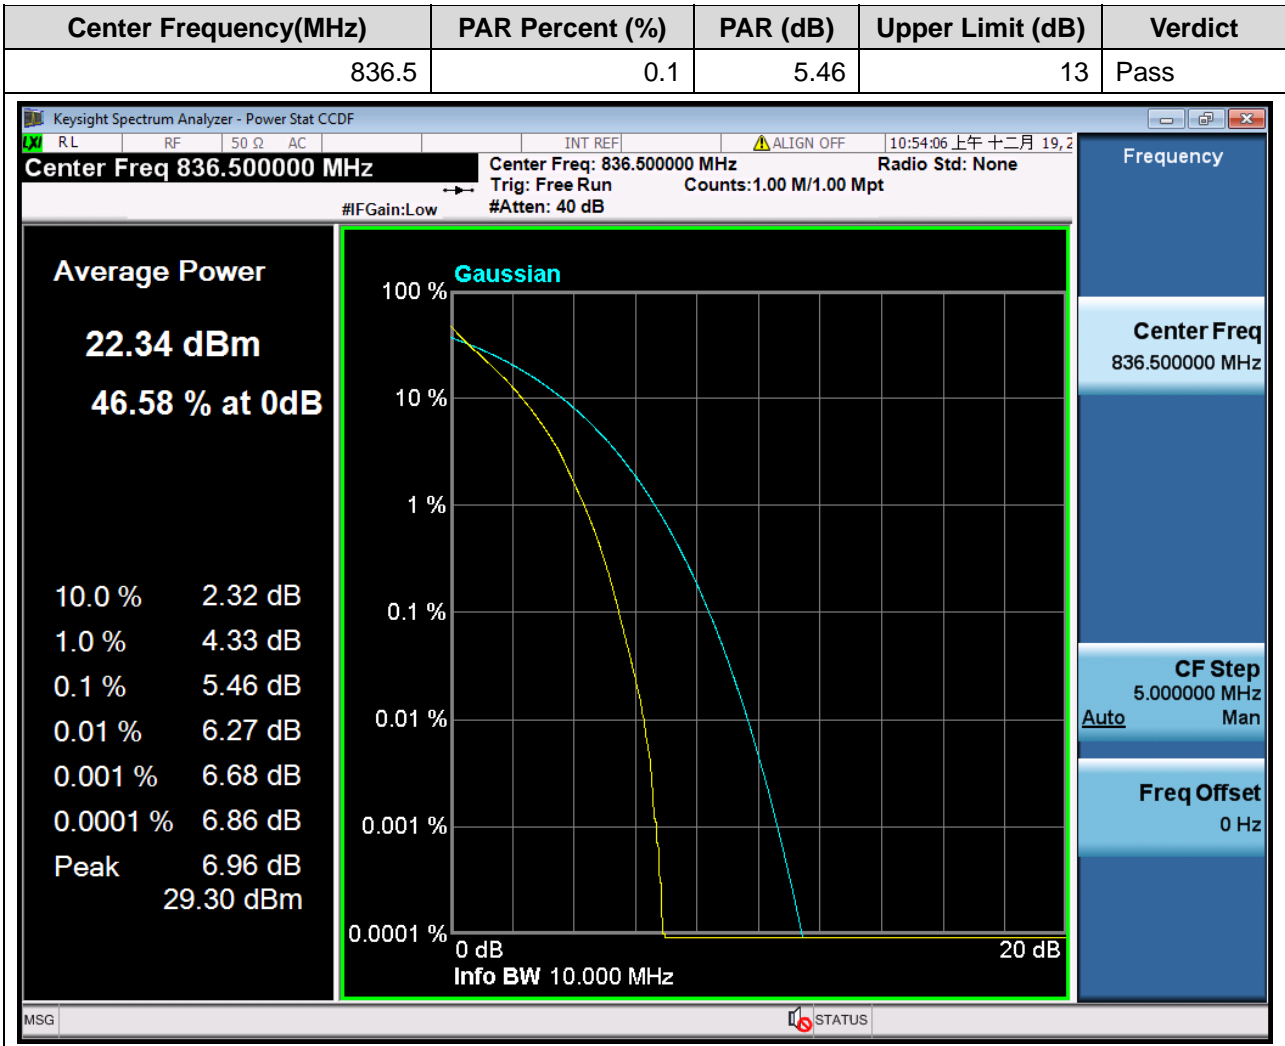 Center Frequency(MHz) PAR Percent (%) PAR (dB) Upper Limit (dB) Verdict
836.5 0.1 5.46 13 Pass
Keysight Spectrum Analyzer - Power Stat CCDF
LXI RL RF 50 Ω AC INT REF ALIGN OFF 10:54:06 上午 十二月 19, 2
Center Freq 836.500000 MHz
Center Freq: 836.500000 MHz Radio Std: None
Trig: Free Run Counts:1.00 M/1.00 Mpt
#IFGain:Low #Atten: 40 dB
Average Power
22.34 dBm
46.58 % at 0dB
10.0 % 2.32 dB
1.0 % 4.33 dB
0.1 % 5.46 dB
0.01 % 6.27 dB
0.001 % 6.68 dB
0.0001 % 6.86 dB
Peak 6.96 dB
29.30 dBm
Gaussian
100 %
10 %
1 %
0.1 %
0.01 %
0.001 %
0.0001 %
0 dB 20 dB
Info BW 10.000 MHz
Frequency
Center Freq
836.500000 MHz
CF Step
5.000000 MHz
Auto Man
Freq Offset
0 Hz
MSG STATUS